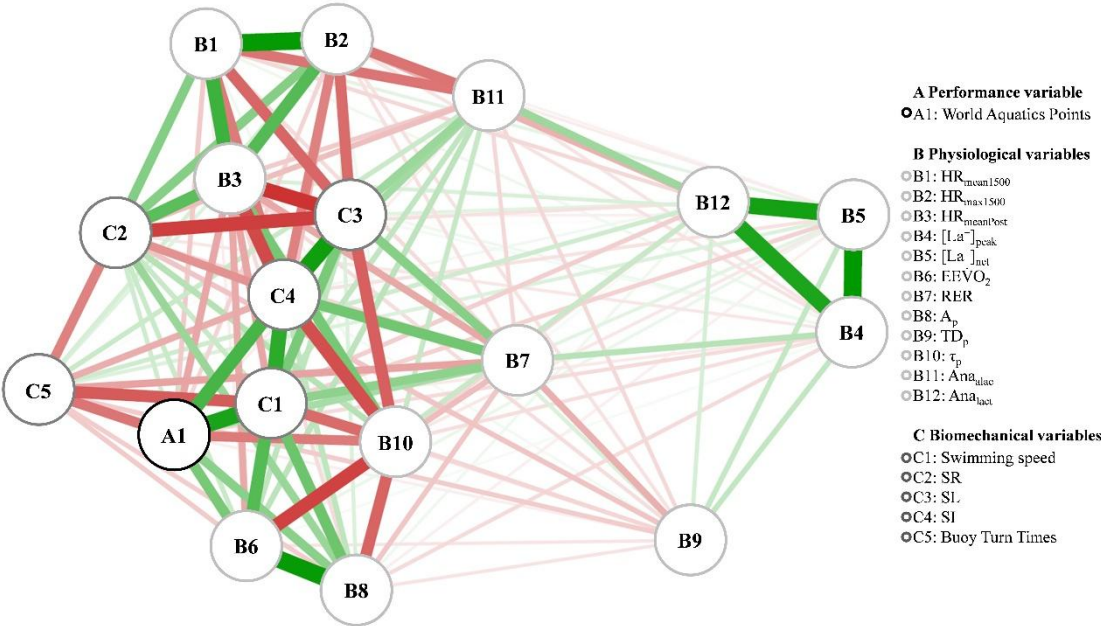 B1
B2
B11
B3
C3
C2
B12
B5
C4
B4
B7
C5
C1
A1
B10
B6
B9
B8
A Performance variable
A1: World Aquatics Points
B Physiological variables
B1: HRmean1500
B2: HRmax1500
B3: HRmeanPost
B4: [La⁻]peak
B5: [La⁻]net
B6: EEV̇O₂
B7: RER
B8: Ap
B9: TDp
B10: τp
B11: Anaalac
B12: Analact
C Biomechanical variables
C1: Swimming speed
C2: SR
C3: SL
C4: SI
C5: Buoy Turn Times